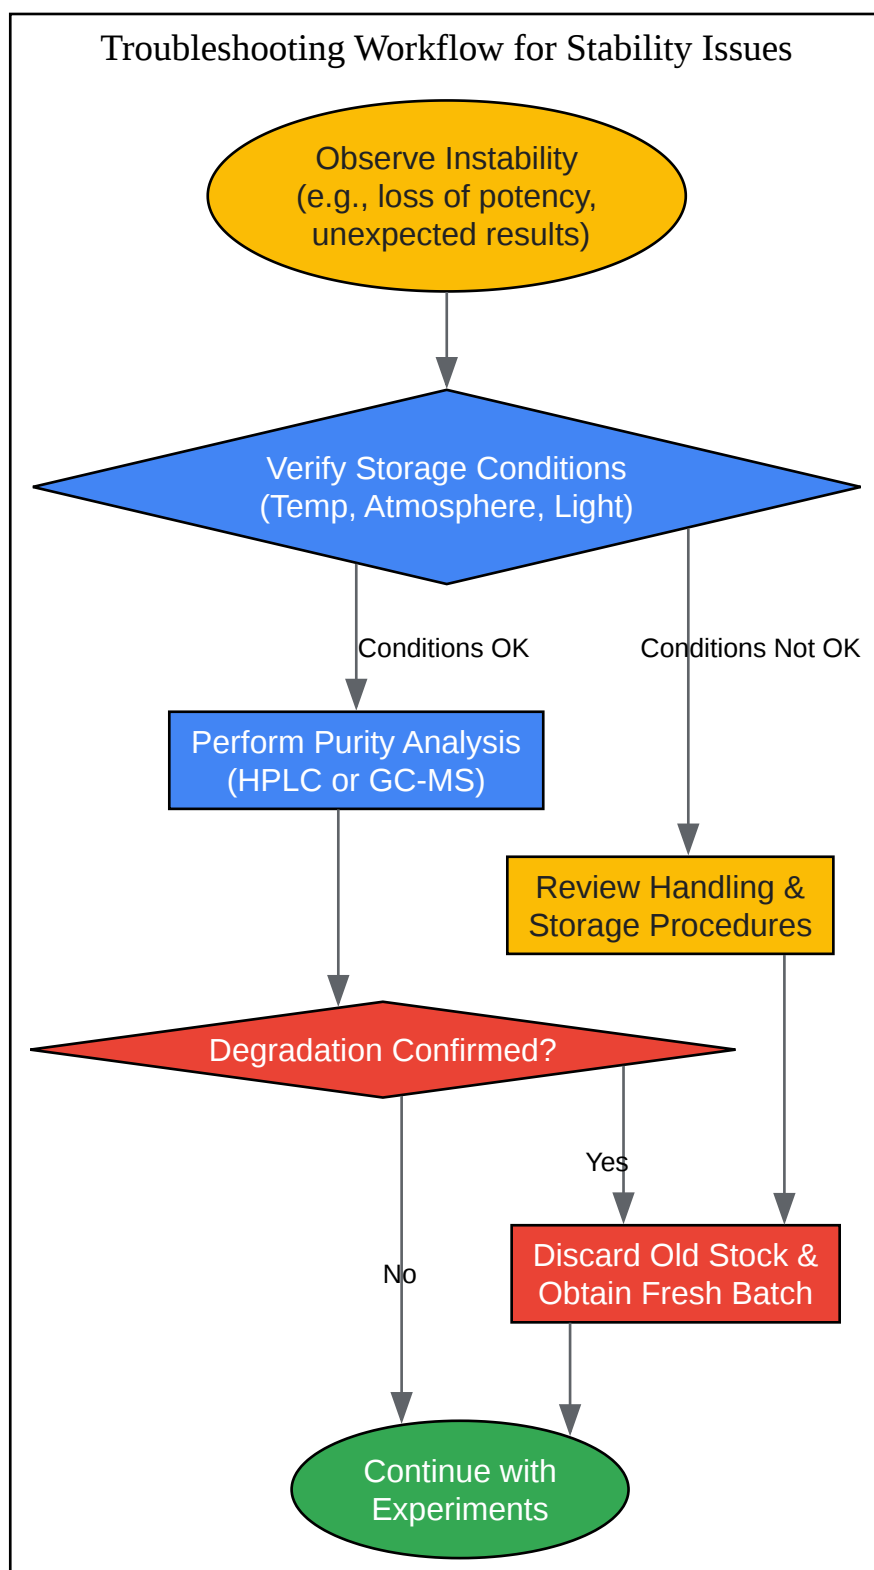 Troubleshooting Workflow for Stability Issues
Observe Instability
(e.g., loss of potency,
unexpected results)
Verify Storage Conditions
(Temp, Atmosphere, Light)
Conditions OK
Conditions Not OK
Perform Purity Analysis
(HPLC or GC-MS)
Review Handling &
Storage Procedures
Degradation Confirmed?
Yes
No
Discard Old Stock &
Obtain Fresh Batch
Continue with
Experiments